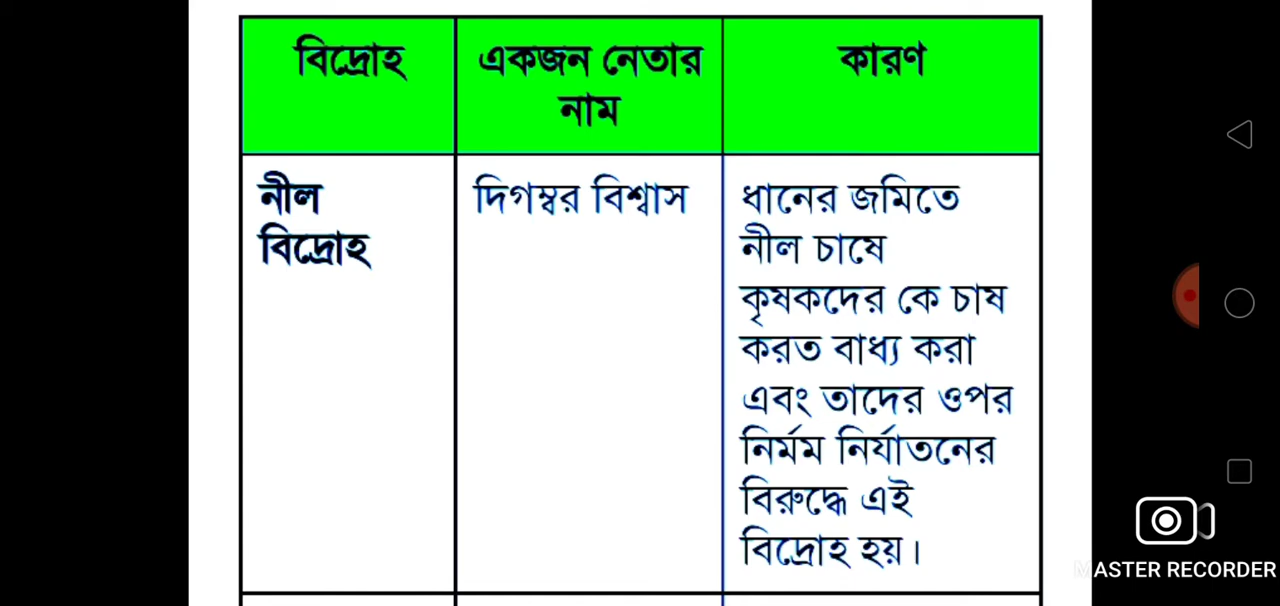 বিদ্রোহ
একজন নেতার
নাম
কারণ
নীল
বিদ্রোহ
দিগম্বর বিশ্বাস
ধানের জমিতে
নীল চাষে
কৃষকদের কে চাষ
করত বাধ্য করা
এবং তাদের ওপর
নির্মম নির্যাতনের
বিরুদ্ধে এই
বিদ্রোহ হয়।
MASTER RECORDER